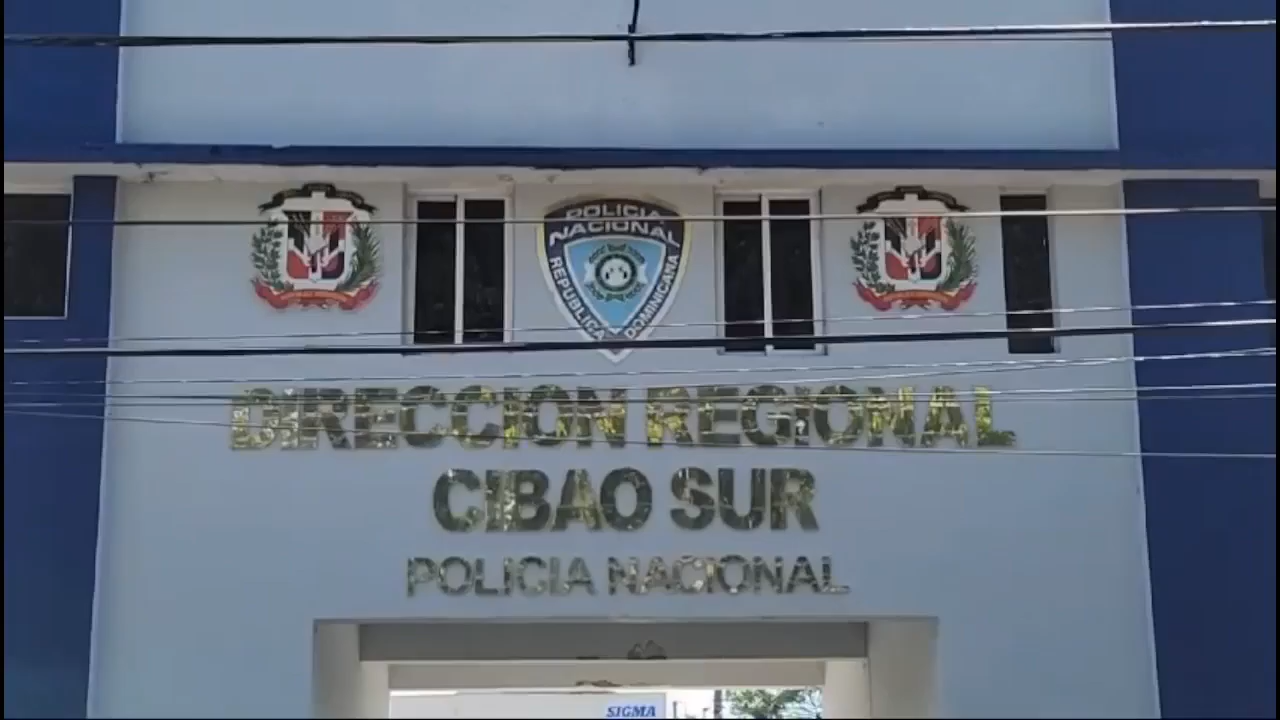 POLICIA
NACIONAL
REPUBLICA DOMINICANA
DIRECCION REGIONAL
CIBAO SUR
POLICIA NACIONAL
SIGMA